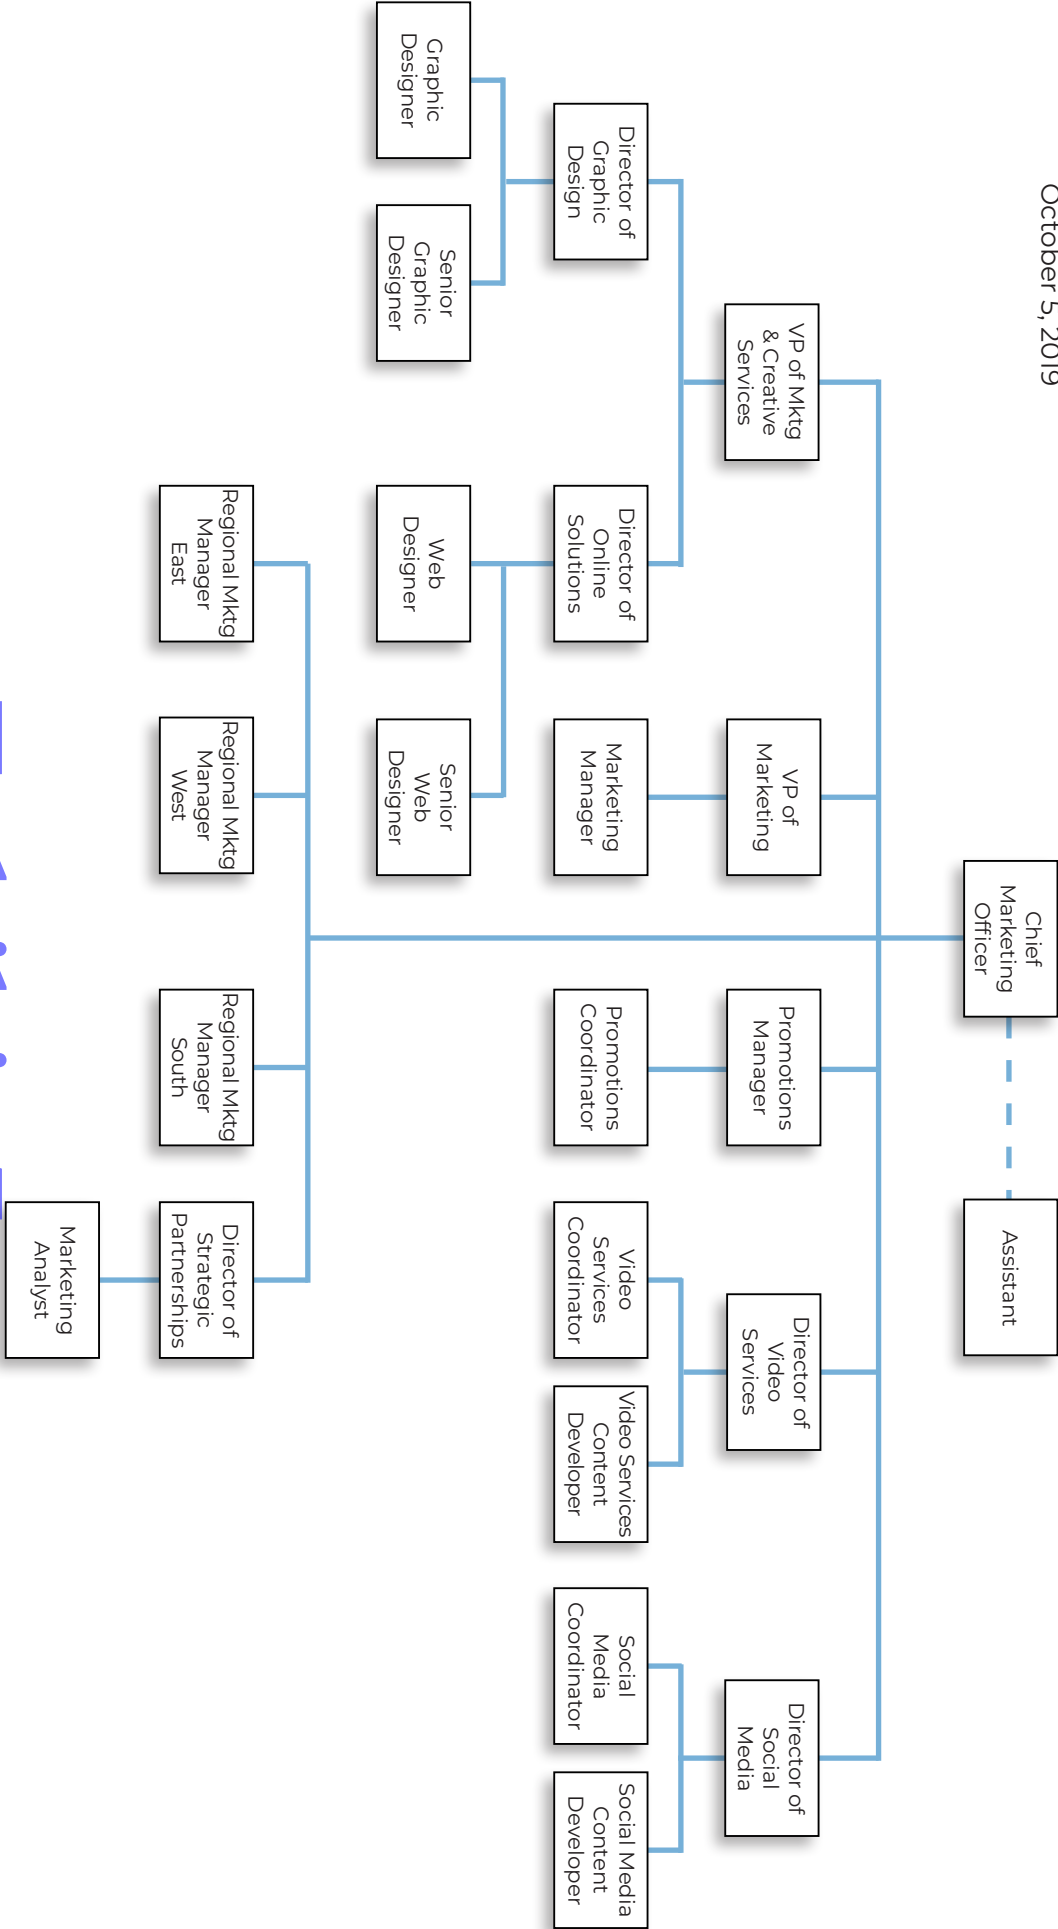 October 5, 2019
Chief
Marketing
Officer
Assistant
VP of Mktg
& Creative
Services
VP of
Marketing
Promotions
Manager
Director of
Video
Services
Director of
Social
Media
Director of
Graphic
Design
Director of
Online
Solutions
Marketing
Manager
Promotions
Coordinator
Video
Services
Coordinator
Video Services
Content
Developer
Social
Media
Coordinator
Social Media
Content
Developer
Graphic
Designer
Senior
Graphic
Designer
Web
Designer
Senior
Web
Designer
Regional Mktg
Manager
East
Regional Mktg
Manager
West
Regional Mktg
Manager
South
Director of
Strategic
Partnerships
Marketing
Analyst